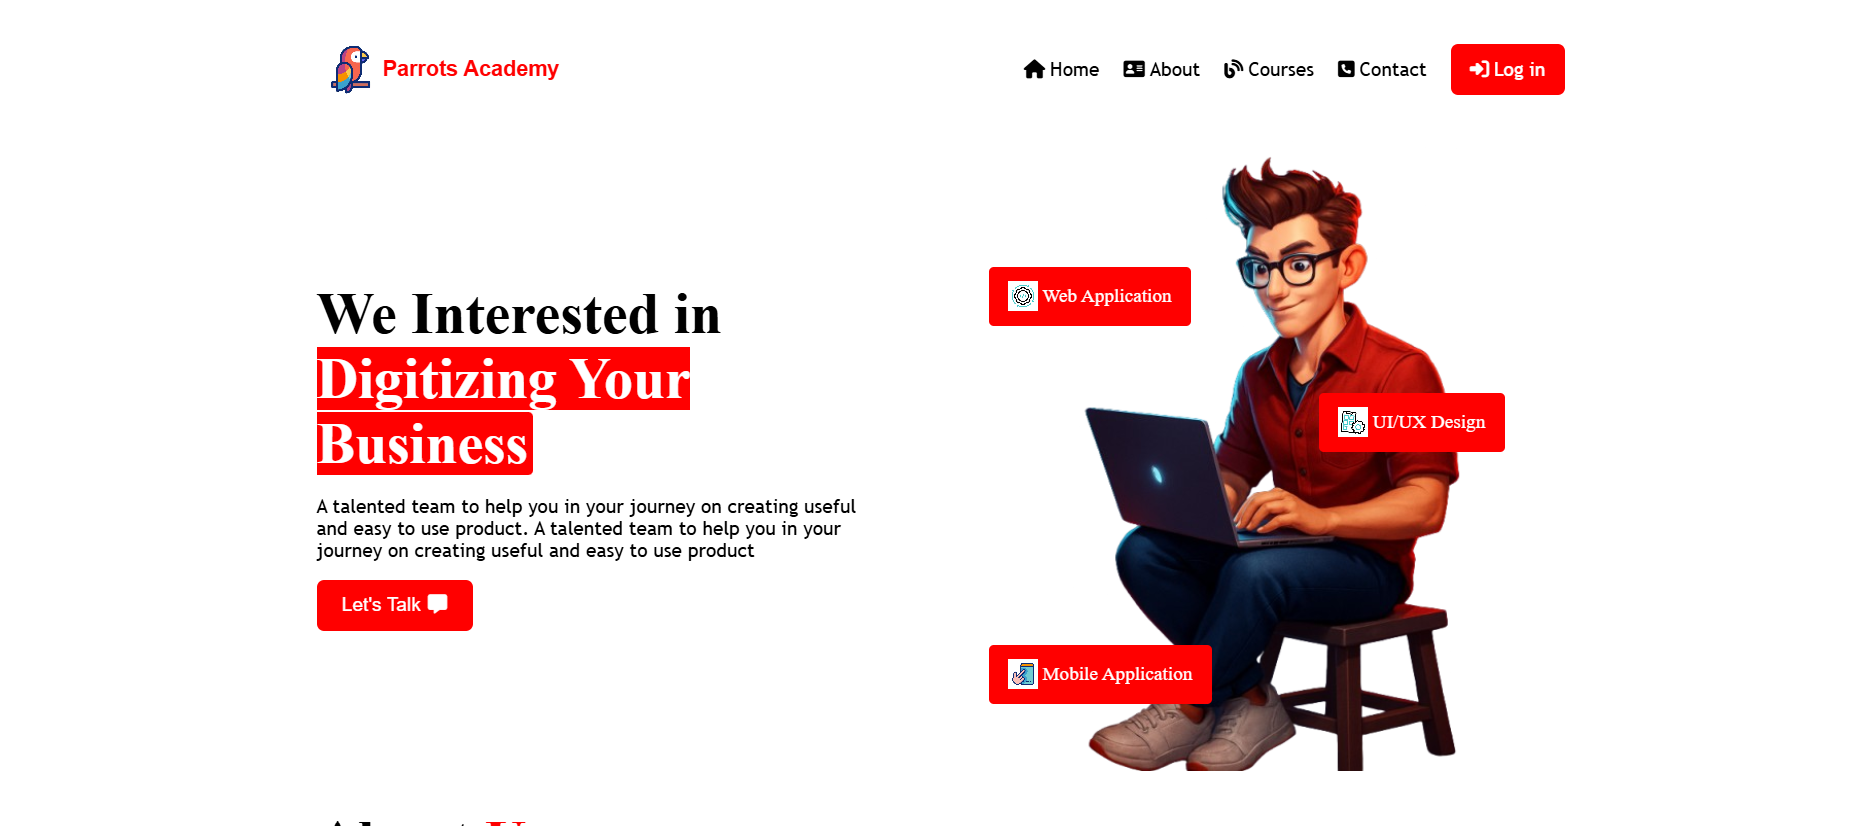 Parrots Academy
Home
About
Courses
Contact
Log in
We Interested in
Digitizing Your
Business
A talented team to help you in your journey on creating useful
and easy to use product. A talented team to help you in your
journey on creating useful and easy to use product
Let's Talk
Web Application
UI/UX Design
Mobile Application